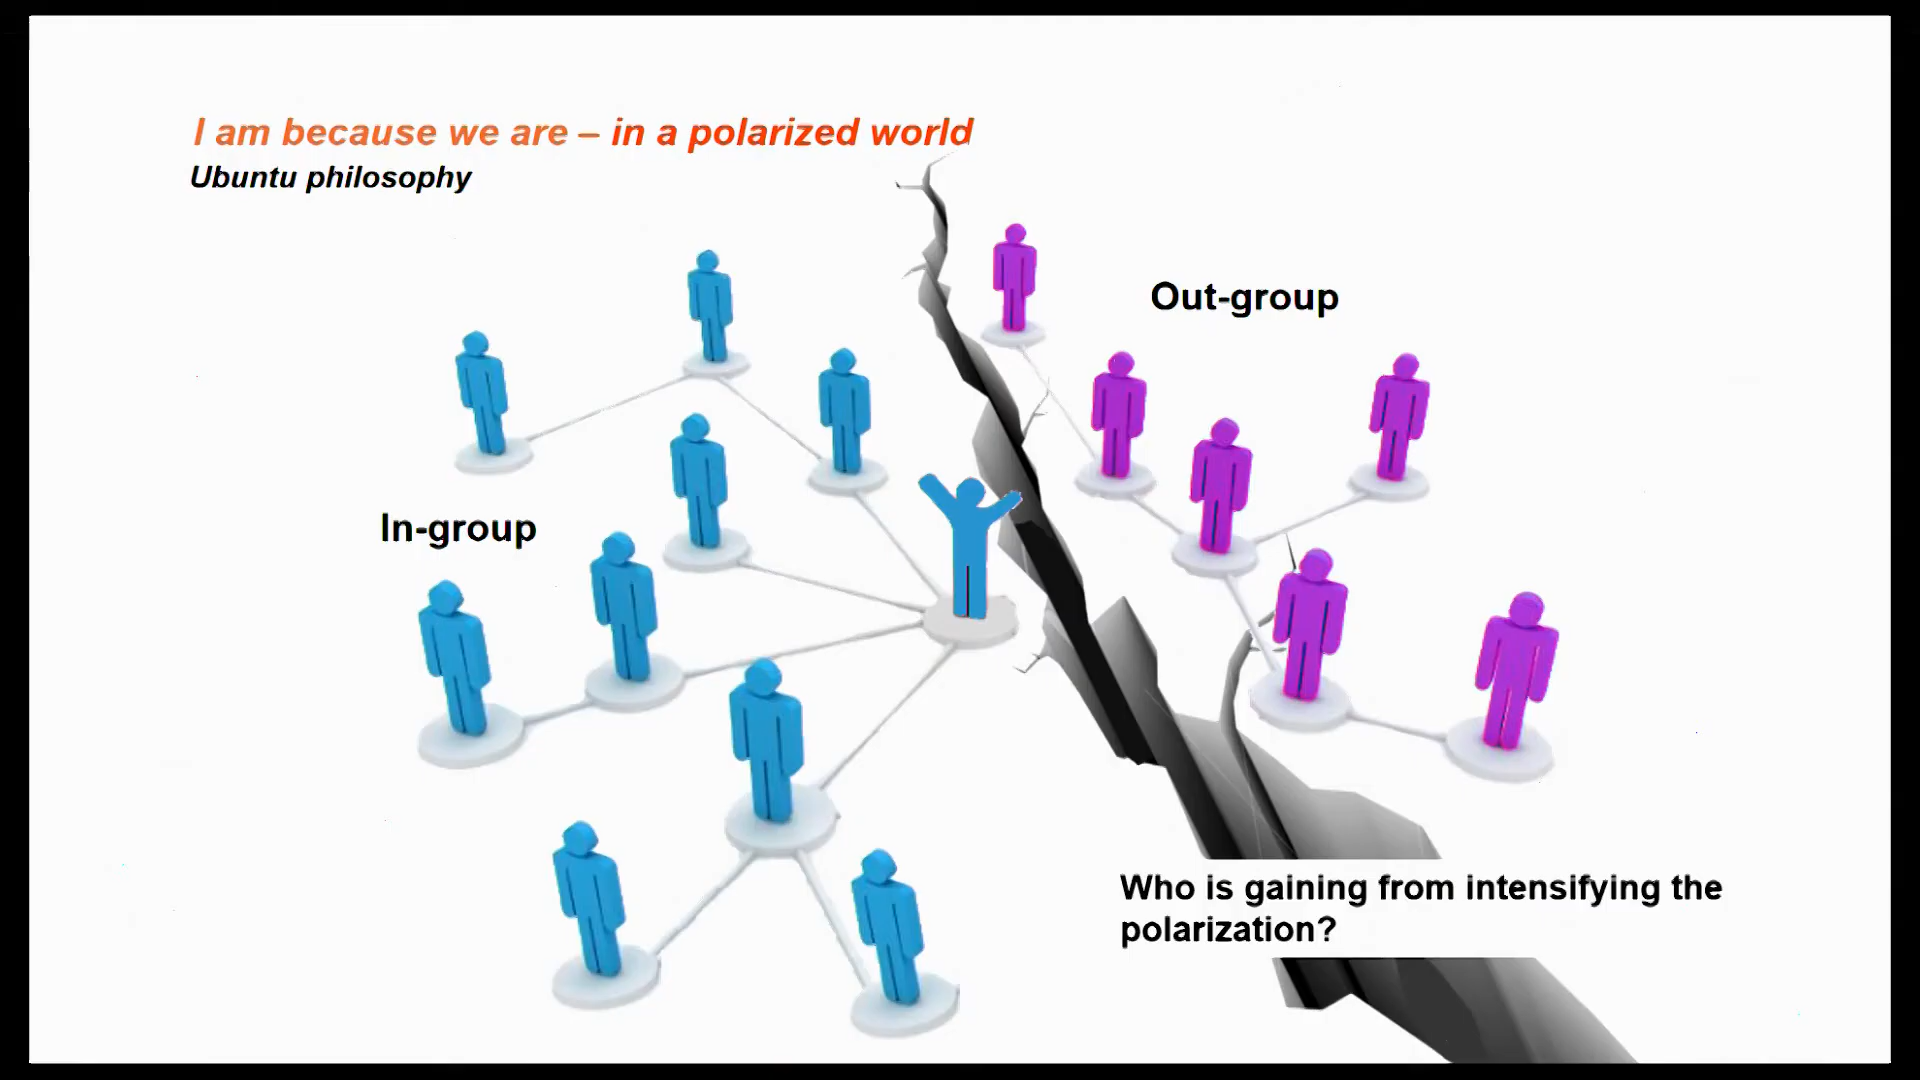 I am because we are – in a polarized world
Ubuntu philosophy
Out-group
In-group
Who is gaining from intensifying the
polarization?